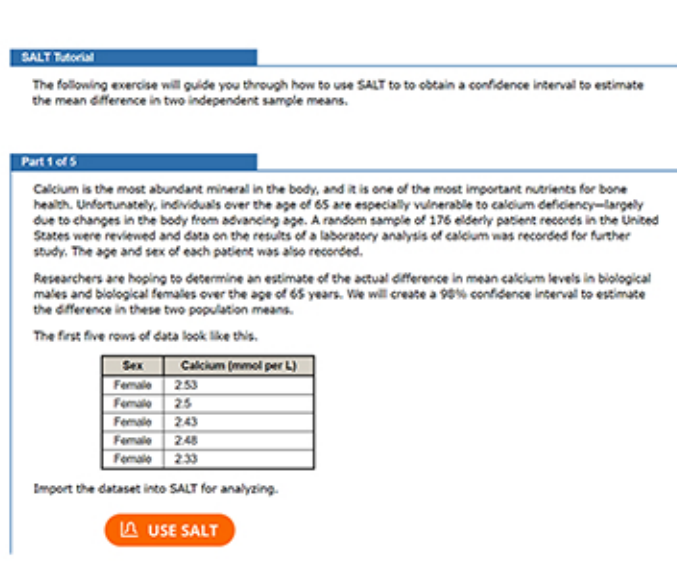 SALT Tutorial
The following exercise will guide you through how to use SALT to to obtain a confidence interval to estimate
the mean difference in two independent sample means.
Part 1 of 5
Calcium is the most abundant mineral in the body, and it is one of the most important nutrients for bone
health. Unfortunately, individuals over the age of 65 are especially vulnerable to calcium deficiency—largely
due to changes in the body from advancing age. A random sample of 176 elderly patient records in the United
States were reviewed and data on the results of a laboratory analysis of calcium was recorded for further
study. The age and sex of each patient was also recorded.
Researchers are hoping to determine an estimate of the actual difference in mean calcium levels in biological
males and biological females over the age of 65 years. We will create a 98% confidence interval to estimate
the difference in these two population means.
The first five rows of data look like this.
Sex Calcium (mmol per L)
Female 2.53
Female 2.5
Female 2.43
Female 2.48
Female 2.33
Import the dataset into SALT for analyzing.
USE SALT